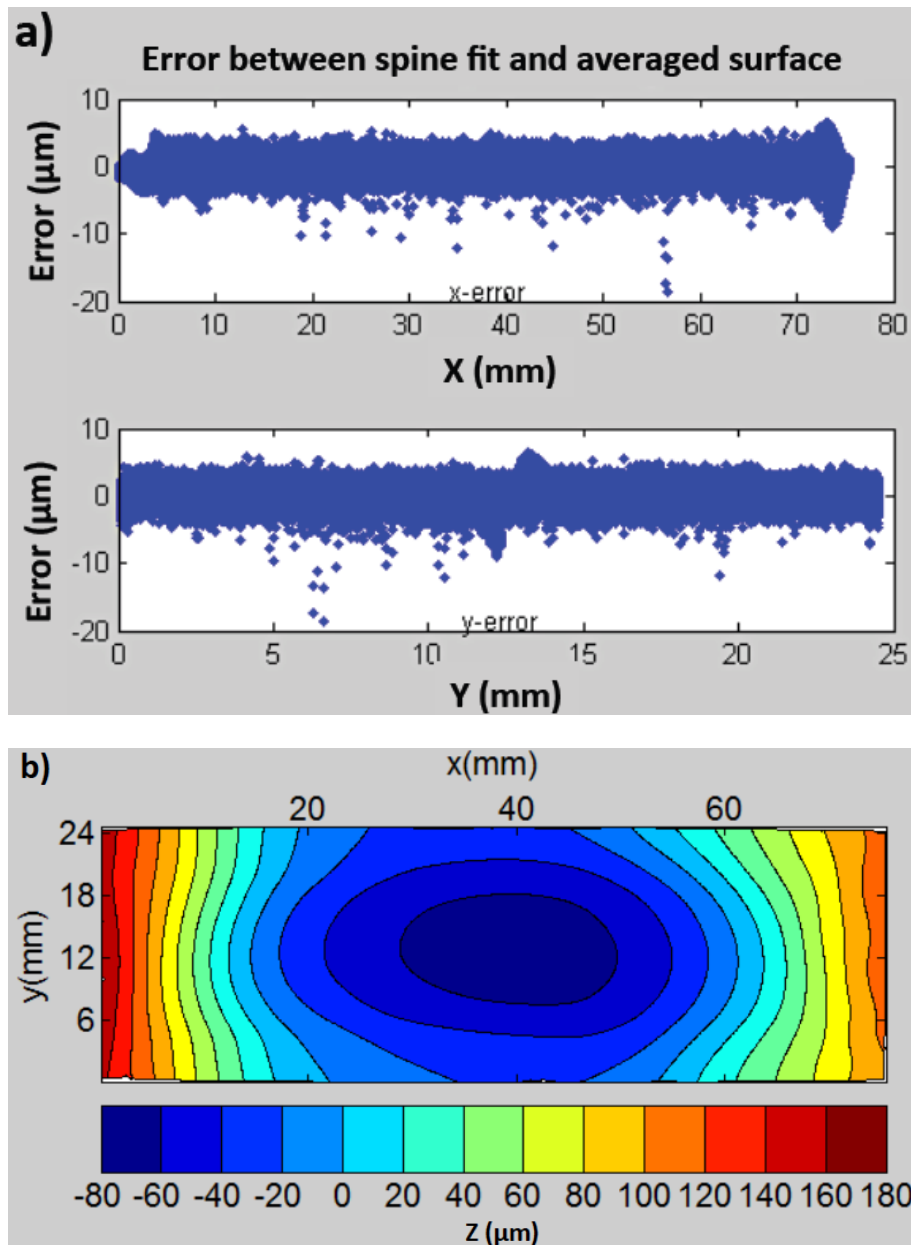 a)
Error between spine fit and averaged surface
10
0
-10
-20
Error (μm)
x-error
0 10 20 30 40 50 60 70 80
X (mm)
10
0
-10
-20
Error (μm)
y-error
0 5 10 15 20 25
Y (mm)
b)
x(mm)
20 40 60
24
18
12
6
y(mm)
-80 -60 -40 -20 0 20 40 60 80 100 120 140 160 180
Z (μm)